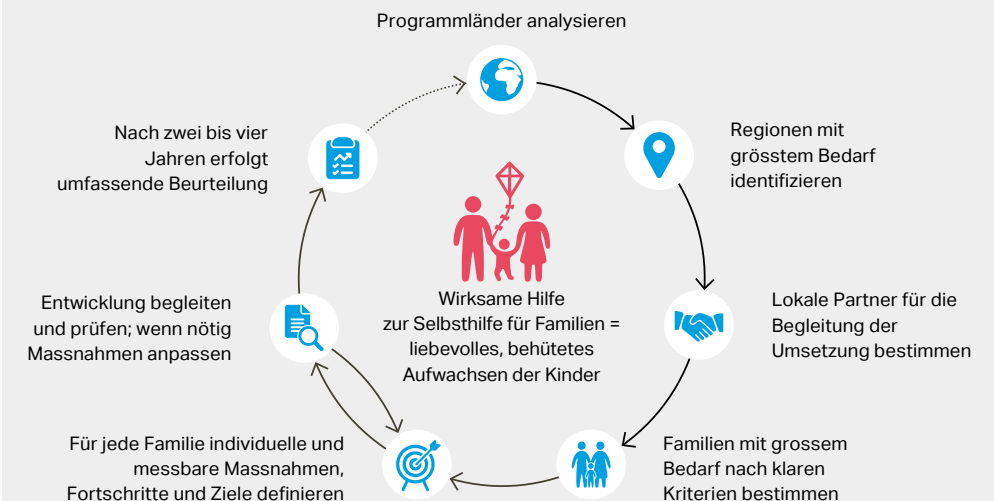 Programmländer analysieren
Regionen mit
grösstem Bedarf
identifizieren
Lokale Partner für die
Begleitung der
Umsetzung bestimmen
Familien mit grossem
Bedarf nach klaren
Kriterien bestimmen
Für jede Familie individuelle und
messbare Massnahmen,
Fortschritte und Ziele definieren
Entwicklung begleiten
und prüfen; wenn nötig
Massnahmen anpassen
Nach zwei bis vier
Jahren erfolgt
umfassende Beurteilung
Wirksame Hilfe
zur Selbsthilfe für Familien =
liebevolles, behütetes
Aufwachsen der Kinder